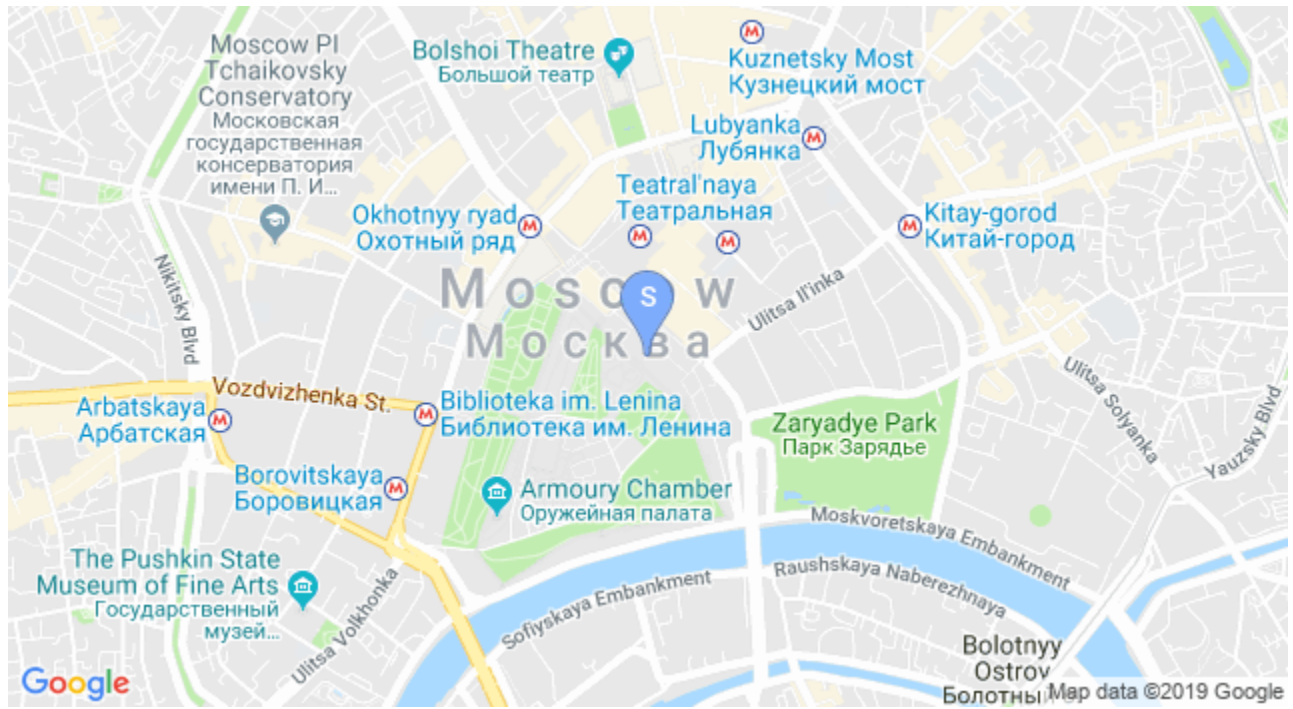 Moscow PI
Tchaikovsky
Conservatory
Московская
государственная
консерватория
имени П. И...
Bolshoi Theatre
Большой театр
Kuznetsky Most
Кузнецкий мост
Lubyanka
Лубянка
Teatral'naya
Театральная
Okhotnyy ryad
Охотный ряд
Kitay-gorod
Китай-город
Nikitsky Blvd
Moscow
Москва
S
Ulitsa Il'inka
Vozdvizhenka St.
Arbatskaya
Арбатская
Biblioteka im. Lenina
Библиотека им. Ленина
Zaryadye Park
Парк Зарядье
Ulitsa Solyanka
Yauzsky Blvd
Borovitskaya
Боровицкая
Armoury Chamber
Оружейная палата
Moskvoretskaya Embankment
The Pushkin State
Museum of Fine Arts
Государственный
музей...
Ulitsa Volkhonka
Sofiyskaya Embankment
Raushskaya Naberezhnaya
Bolotnyy
Ostrov
Google
Map data ©2019 Google
M
M
M
M
M
M
M
M
M